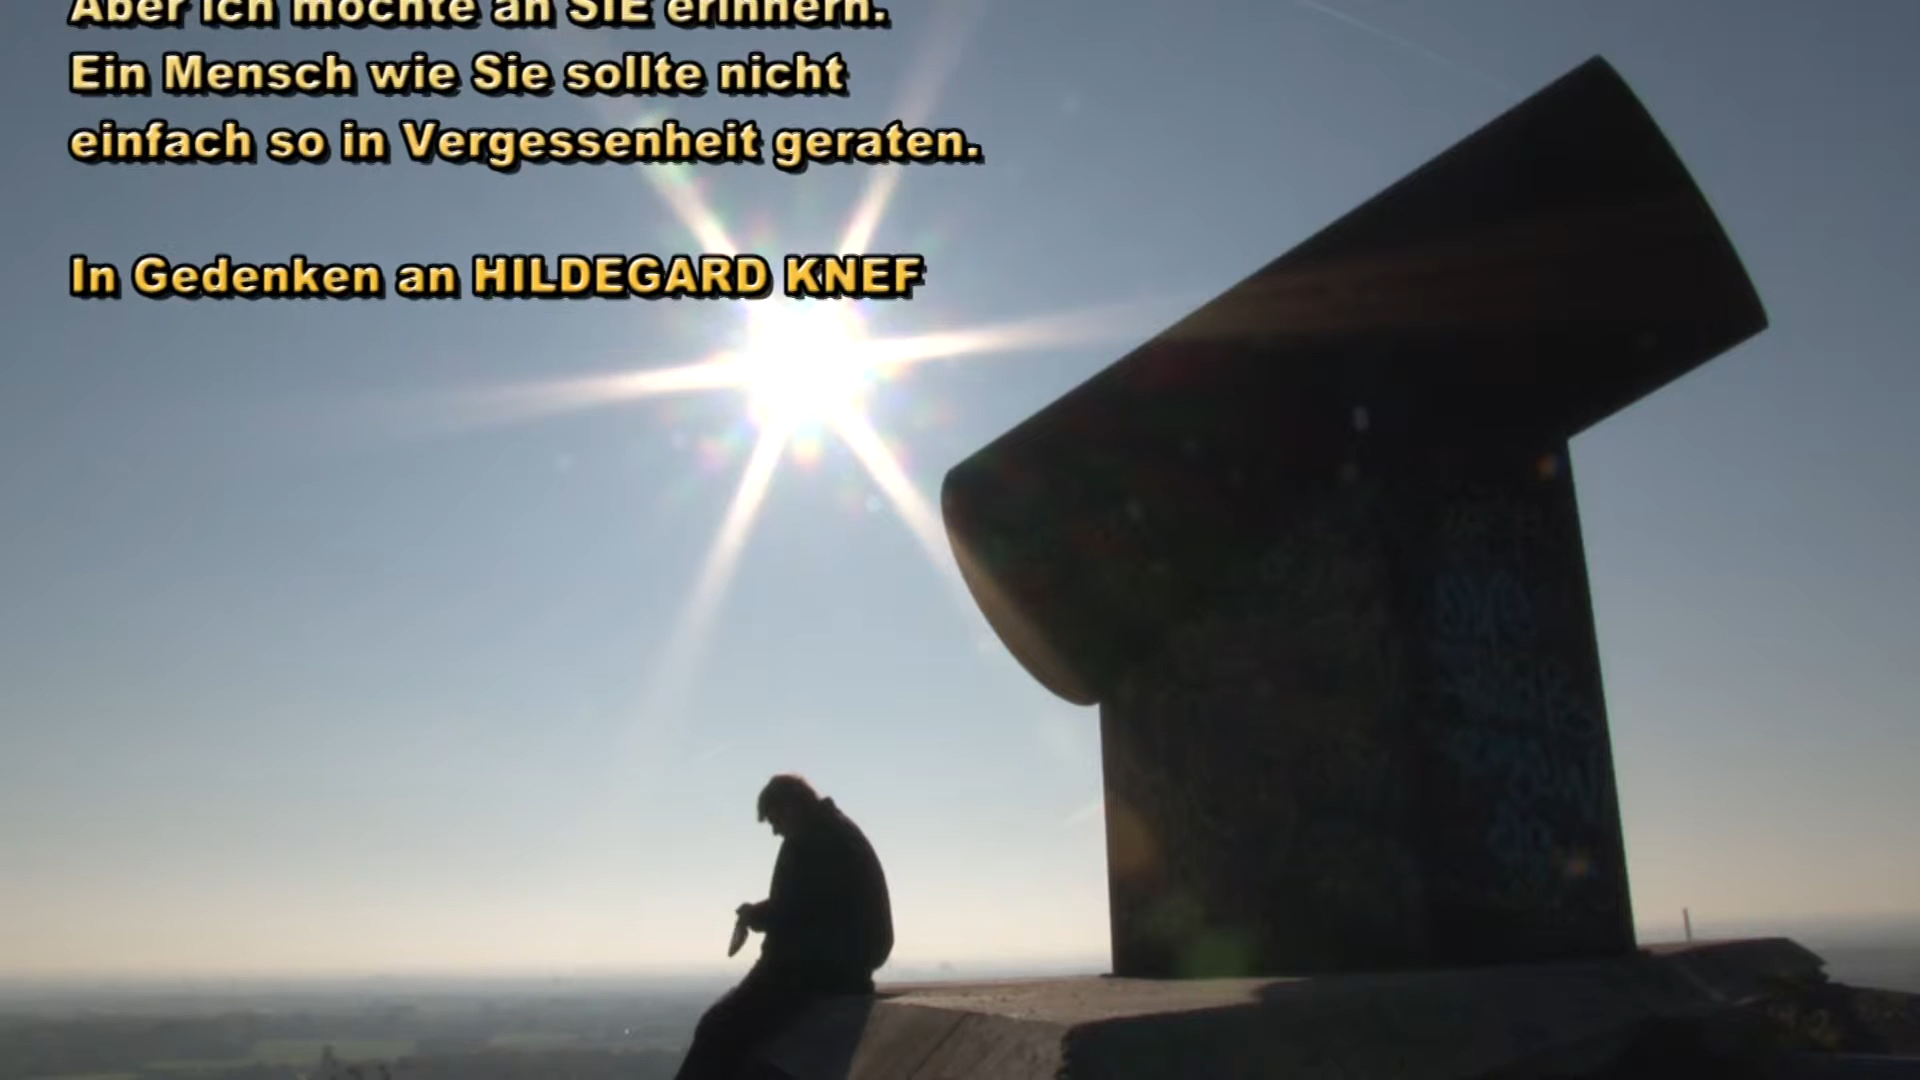 Aber ich möchte an SIE erinnern.
Ein Mensch wie Sie sollte nicht
einfach so in Vergessenheit geraten.
In Gedenken an HILDEGARD KNEF